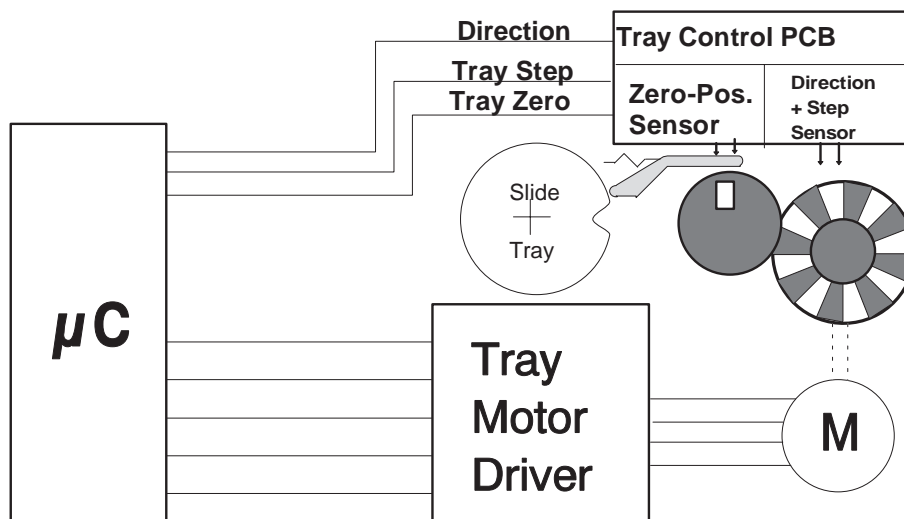 Direction
Tray Step
Tray Zero
Tray Control PCB
Zero-Pos.
Sensor
Direction
+ Step
Sensor
Slide
Tray
µC
Tray
Motor
Driver
M